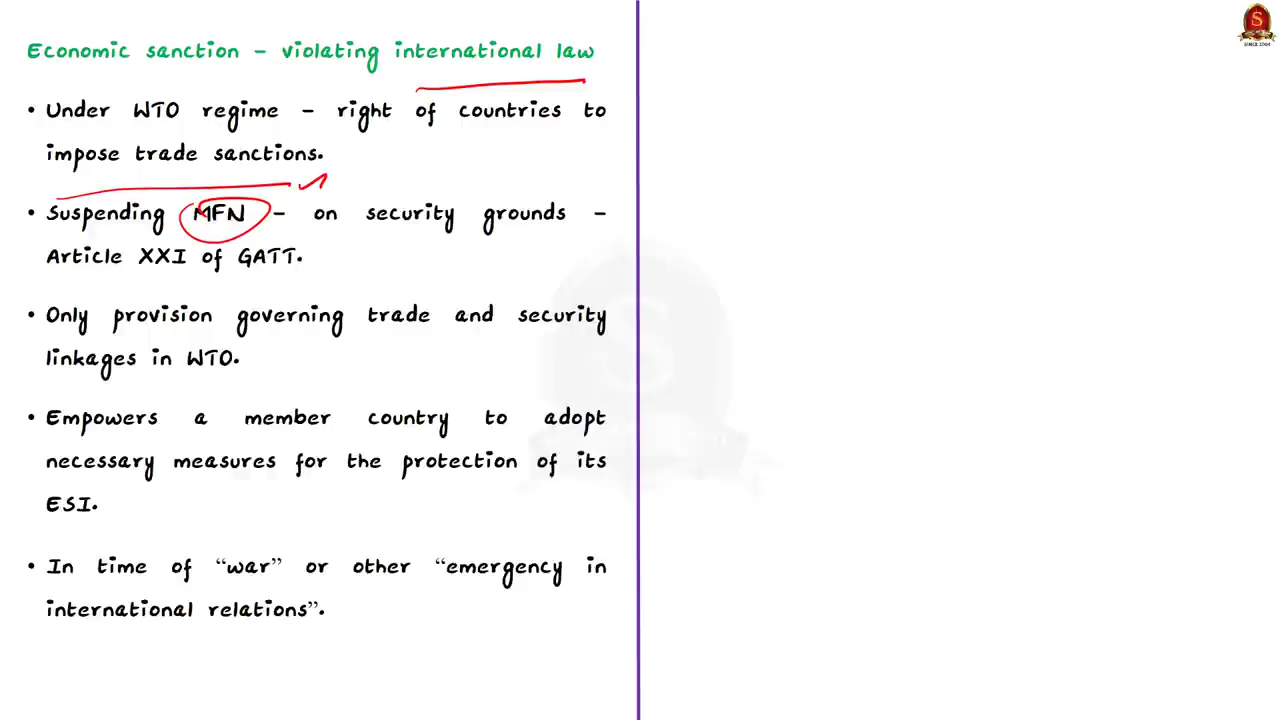 Economic sanction – violating international law
• Under WTO regime – right of countries to
impose trade sanctions.
• Suspending MFN – on security grounds –
Article XXI of GATT.
• Only provision governing trade and security
linkages in WTO.
• Empowers a member country to adopt
necessary measures for the protection of its
ESI.
• In time of “war” or other “emergency in
international relations”.
S
SINCE 2004